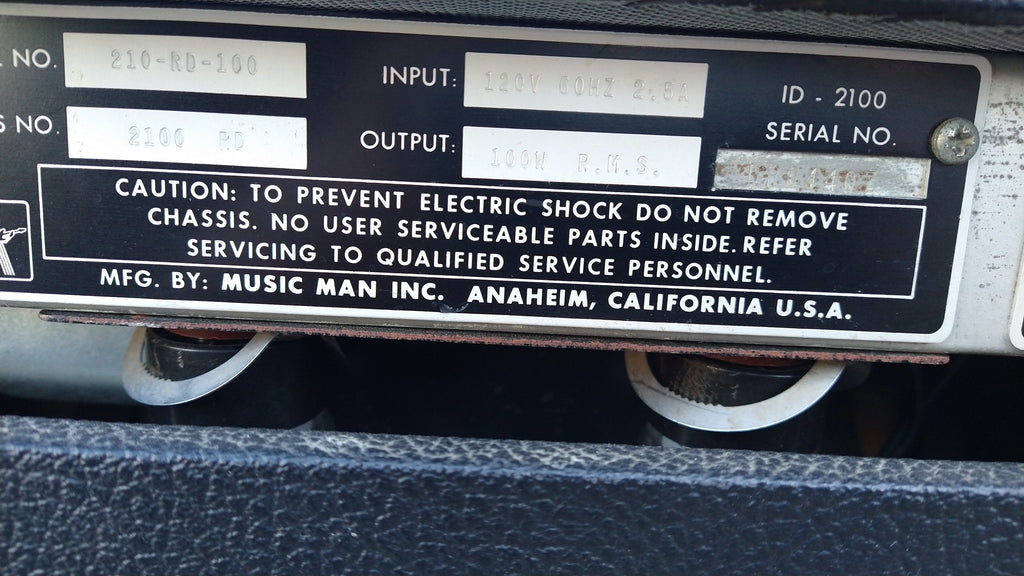 NO. 210-RD-100
INPUT: 120V 60HZ 2.5A
ID - 2100
S NO. 2100 RD
OUTPUT: 100W R.M.S.
SERIAL NO.
CAUTION: TO PREVENT ELECTRIC SHOCK DO NOT REMOVE
CHASSIS. NO USER SERVICEABLE PARTS INSIDE. REFER
SERVICING TO QUALIFIED SERVICE PERSONNEL.
MFG. BY: MUSIC MAN INC. ANAHEIM, CALIFORNIA U.S.A.